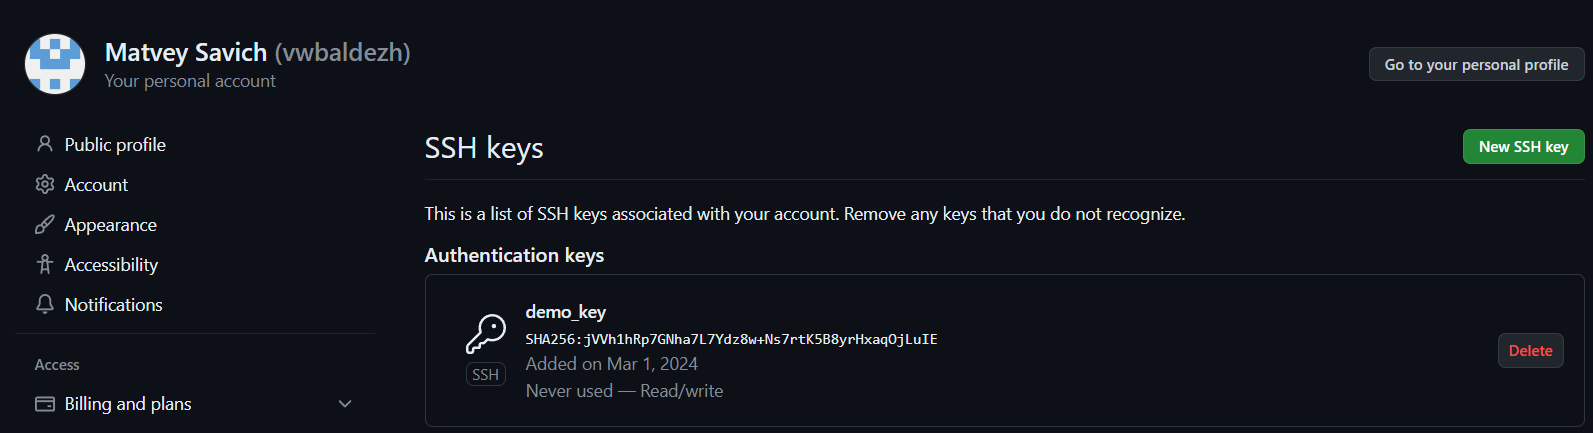 Matvey Savich (vwbaldezh)
Your personal account
Go to your personal profile
Public profile
Account
Appearance
Accessibility
Notifications
Access
Billing and plans
SSH keys
New SSH key
This is a list of SSH keys associated with your account. Remove any keys that you do not recognize.
Authentication keys
demo_key
SHA256:jVVh1hRp7GNha7L7Ydz8w+Ns7rtK5B8yrHxaqOjLuIE
Added on Mar 1, 2024
Never used — Read/write
SSH
Delete